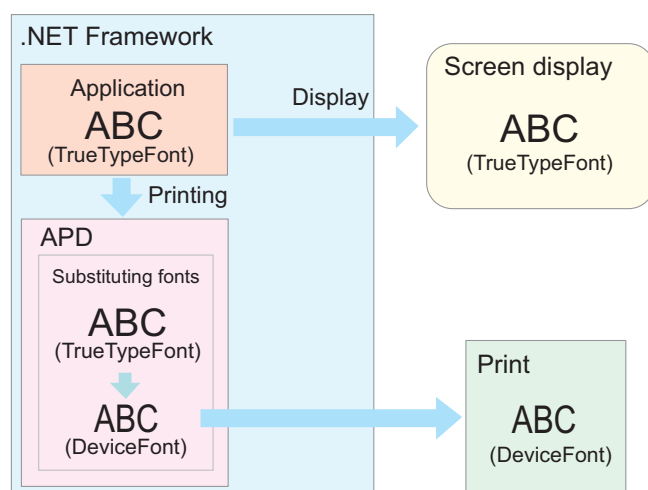 .NET Framework
Application
ABC
(TrueTypeFont)
Display
Screen display
ABC
(TrueTypeFont)
Printing
APD
Substituting fonts
ABC
(TrueTypeFont)
ABC
(DeviceFont)
Print
ABC
(DeviceFont)